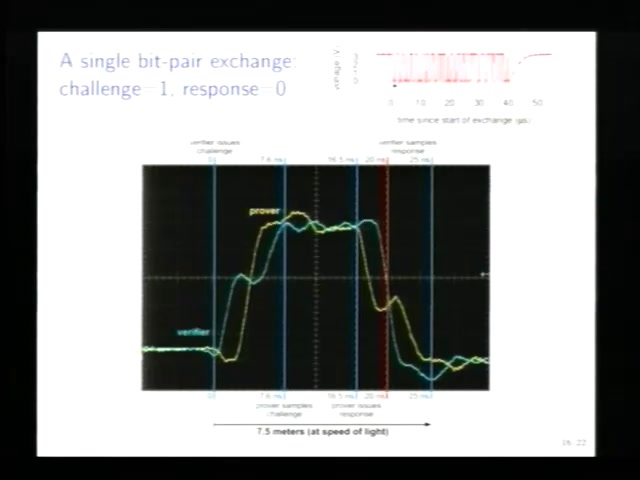 A single bit-pair exchange:
challenge=1, response=0
0 10 20 30 40 50
time since start of exchange (µs)
verifier issues
challenge
verifier samples
response
0 7.6 ns 16.5 ns 20 ns 25 ns
prover
verifier
0 7.6 ns 16.5 ns 20 ns 25 ns
prover samples
challenge
prover issues
response
7.5 meters (at speed of light)
16/22